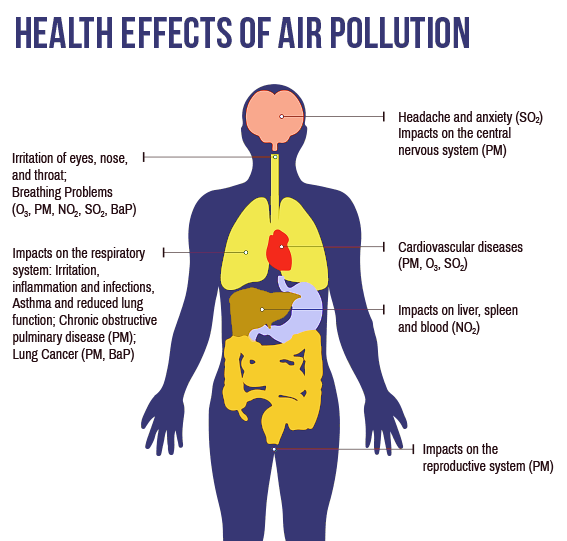 HEALTH EFFECTS OF AIR POLLUTION
Headache and anxiety (SO₂)
Impacts on the central
nervous system (PM)
Irritation of eyes, nose,
and throat;
Breathing Problems
(O₃, PM, NO₂, SO₂, BaP)
Impacts on the respiratory
system: Irritation,
inflammation and infections,
Asthma and reduced lung
function; Chronic obstructive
pulminary disease (PM);
Lung Cancer (PM, BaP)
Cardiovascular diseases
(PM, O₃, SO₂)
Impacts on liver, spleen
and blood (NO₂)
Impacts on the
reproductive system (PM)